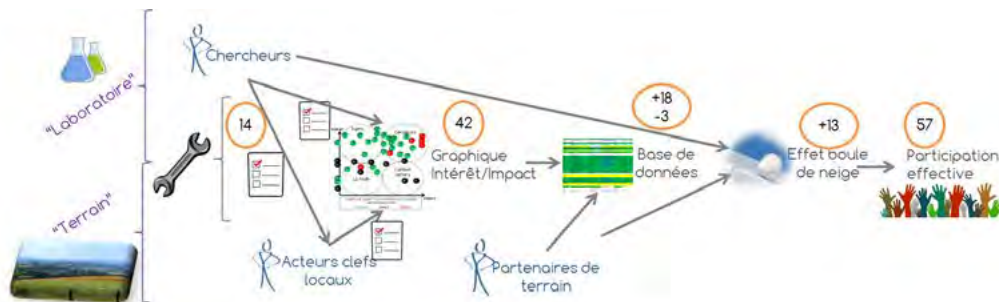 "Laboratoire"
"Terrain"
Chercheurs
14
42
Graphique
Intérêt/Impact
+18
-3
Base de
données
+13
Effet boule
de neige
57
Participation
effective
Acteurs clefs
locaux
Partenaires de
terrain